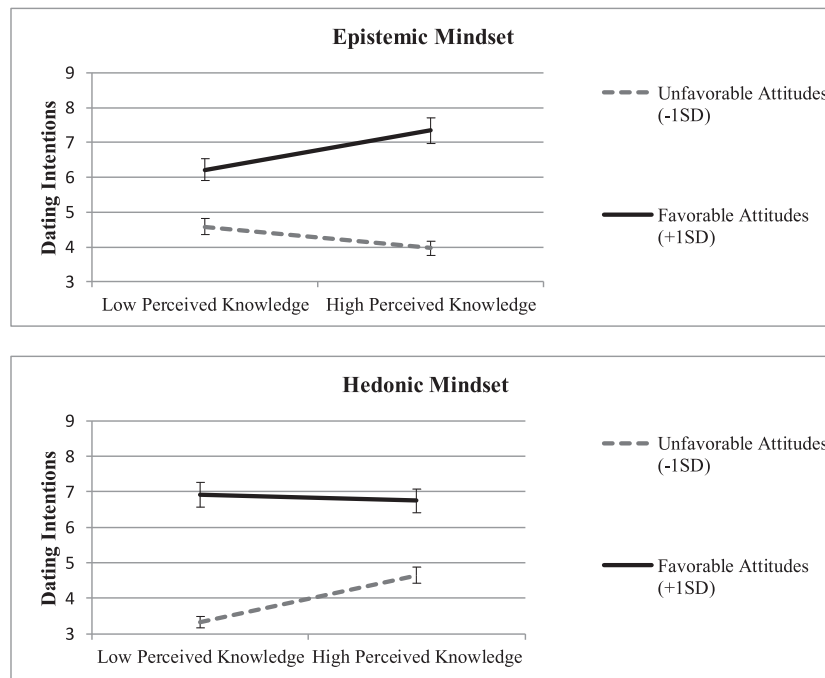 Epistemic Mindset
9
8
7
6
5
4
3
Dating Intentions
Low Perceived Knowledge High Perceived Knowledge
Unfavorable Attitudes
(-1SD)
Favorable Attitudes
(+1SD)
Hedonic Mindset
9
8
7
6
5
4
3
Dating Intentions
Low Perceived Knowledge High Perceived Knowledge
Unfavorable Attitudes
(-1SD)
Favorable Attitudes
(+1SD)